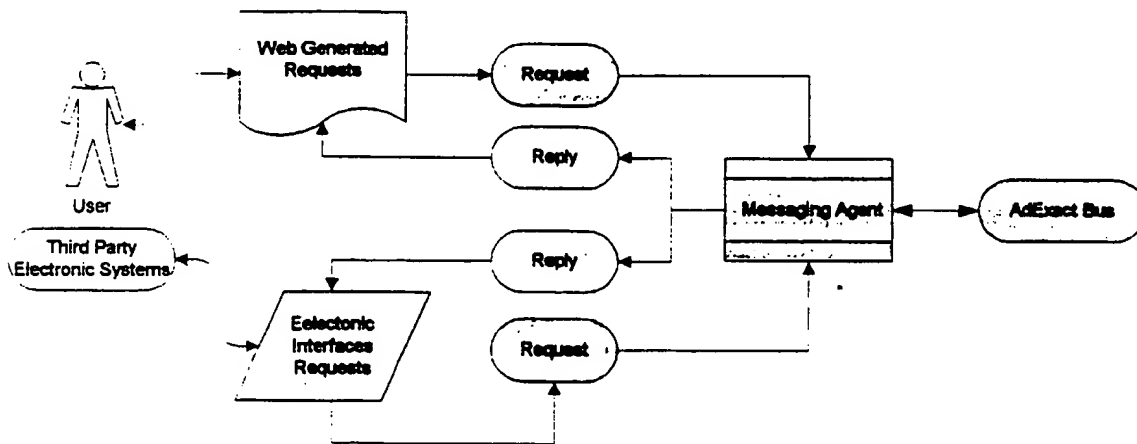 Web Generated
Requests
Request
Reply
User
Messaging Agent
AdExact Bus
Third Party
Electronic Systems
Reply
Eelectonic
Interfaces
Requests
Request